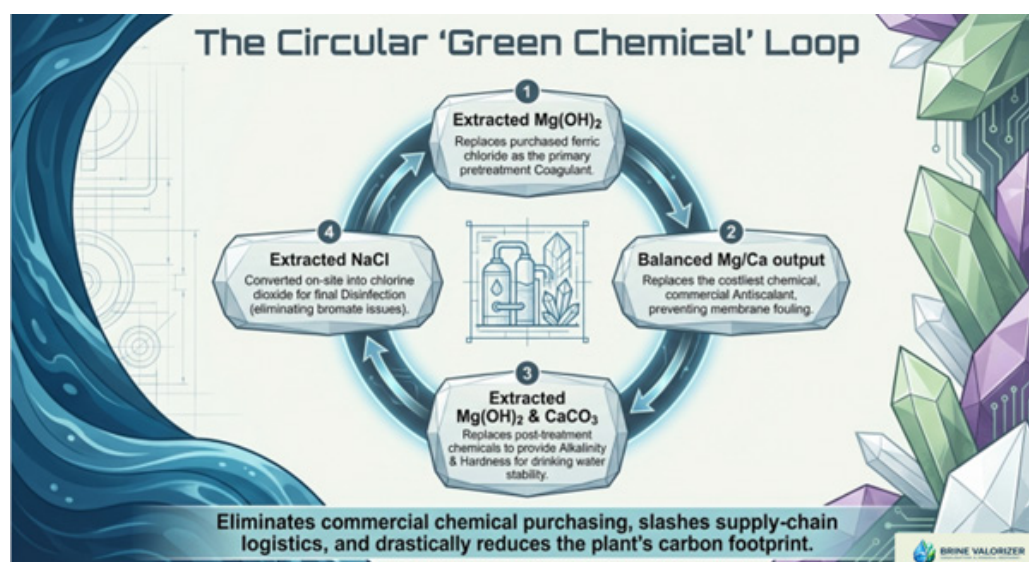 The Circular ‘Green Chemical’ Loop
1
Extracted Mg(OH)₂
Replaces purchased ferric
chloride as the primary
pretreatment Coagulant.
2
Balanced Mg/Ca output
Replaces the costliest chemical,
commercial Antiscalant,
preventing membrane fouling.
3
Extracted
Mg(OH)₂ & CaCO₃
Replaces post-treatment
chemicals to provide Alkalinity
& Hardness for drinking water
stability.
4
Extracted NaCl
Converted on-site into chlorine
dioxide for final Disinfection
(eliminating bromate issues).
Eliminates commercial chemical purchasing, slashes supply-chain
logistics, and drastically reduces the plant’s carbon footprint.
BRINE VALORIZER